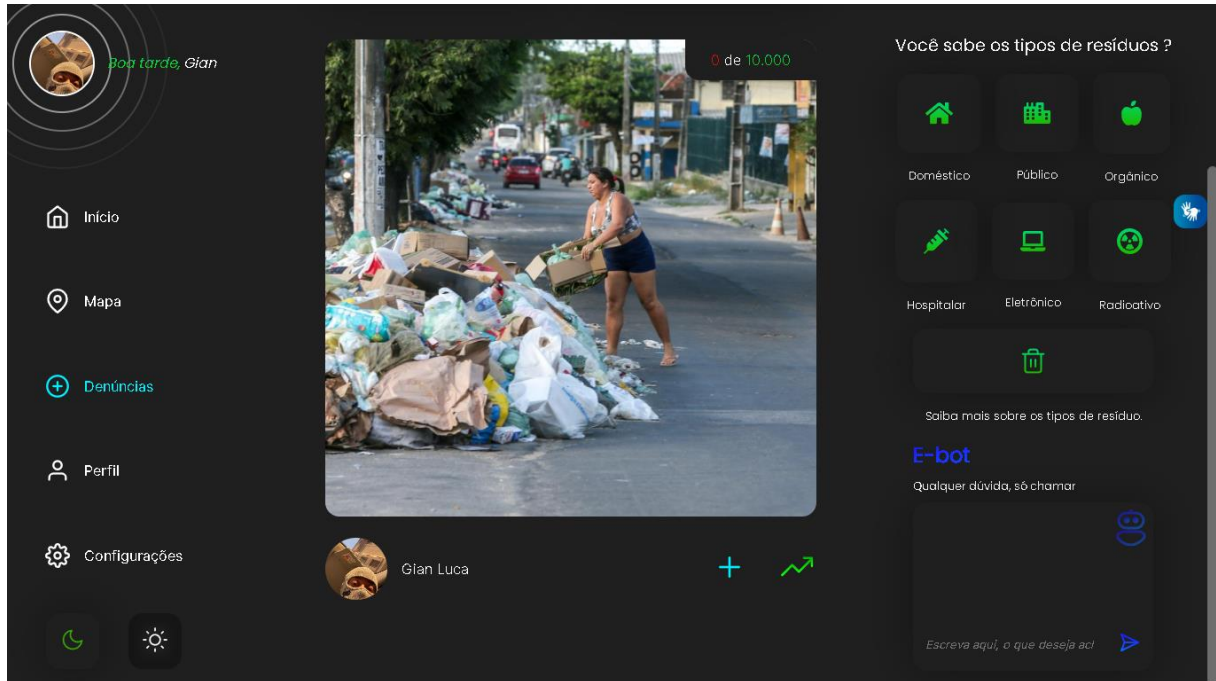 Boa tarde, Gian
Início
Mapa
Denúncias
Perfil
Configurações
0 de 10.000
Gian Luca
Você sabe os tipos de resíduos ?
Doméstico
Público
Orgânico
Hospitalar
Eletrônico
Radioativo
Saiba mais sobre os tipos de resíduo.
E-bot
Qualquer dúvida, só chamar
Escreva aqui, o que deseja acl